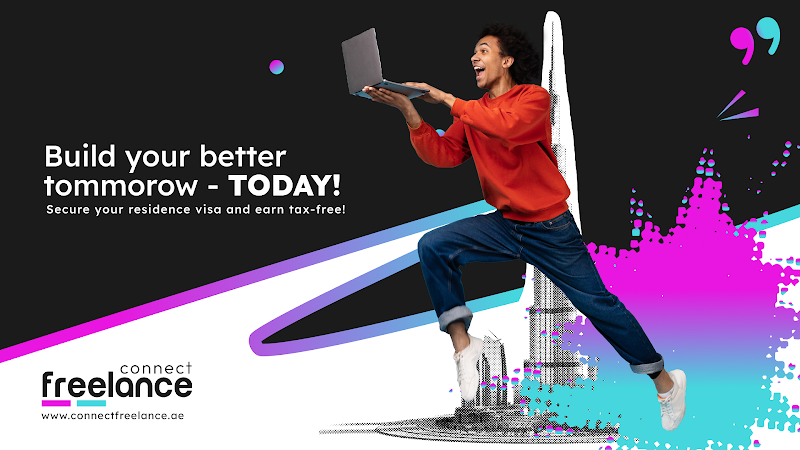 Build your better
tommorow - TODAY!
Secure your residence visa and earn tax-free!
connect
freelance
www.connectfreelance.ae